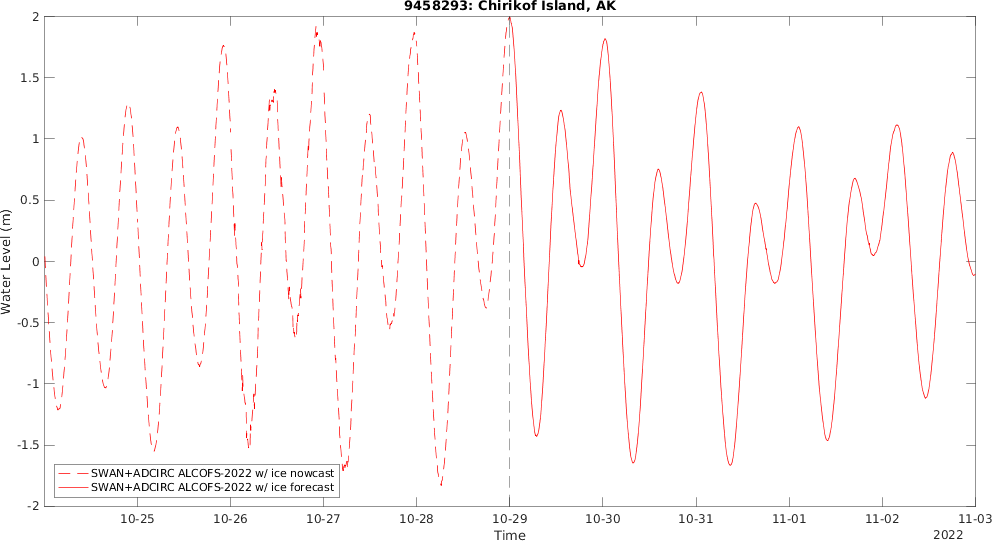 9458293: Chirikof Island, AK
2
1.5
1
0.5
0
-0.5
-1
-1.5
-2
Water Level (m)
SWAN+ADCIRC ALCOFS-2022 w/ ice nowcast
SWAN+ADCIRC ALCOFS-2022 w/ ice forecast
10-25 10-26 10-27 10-28 10-29 10-30 10-31 11-01 11-02 11-03
Time
2022